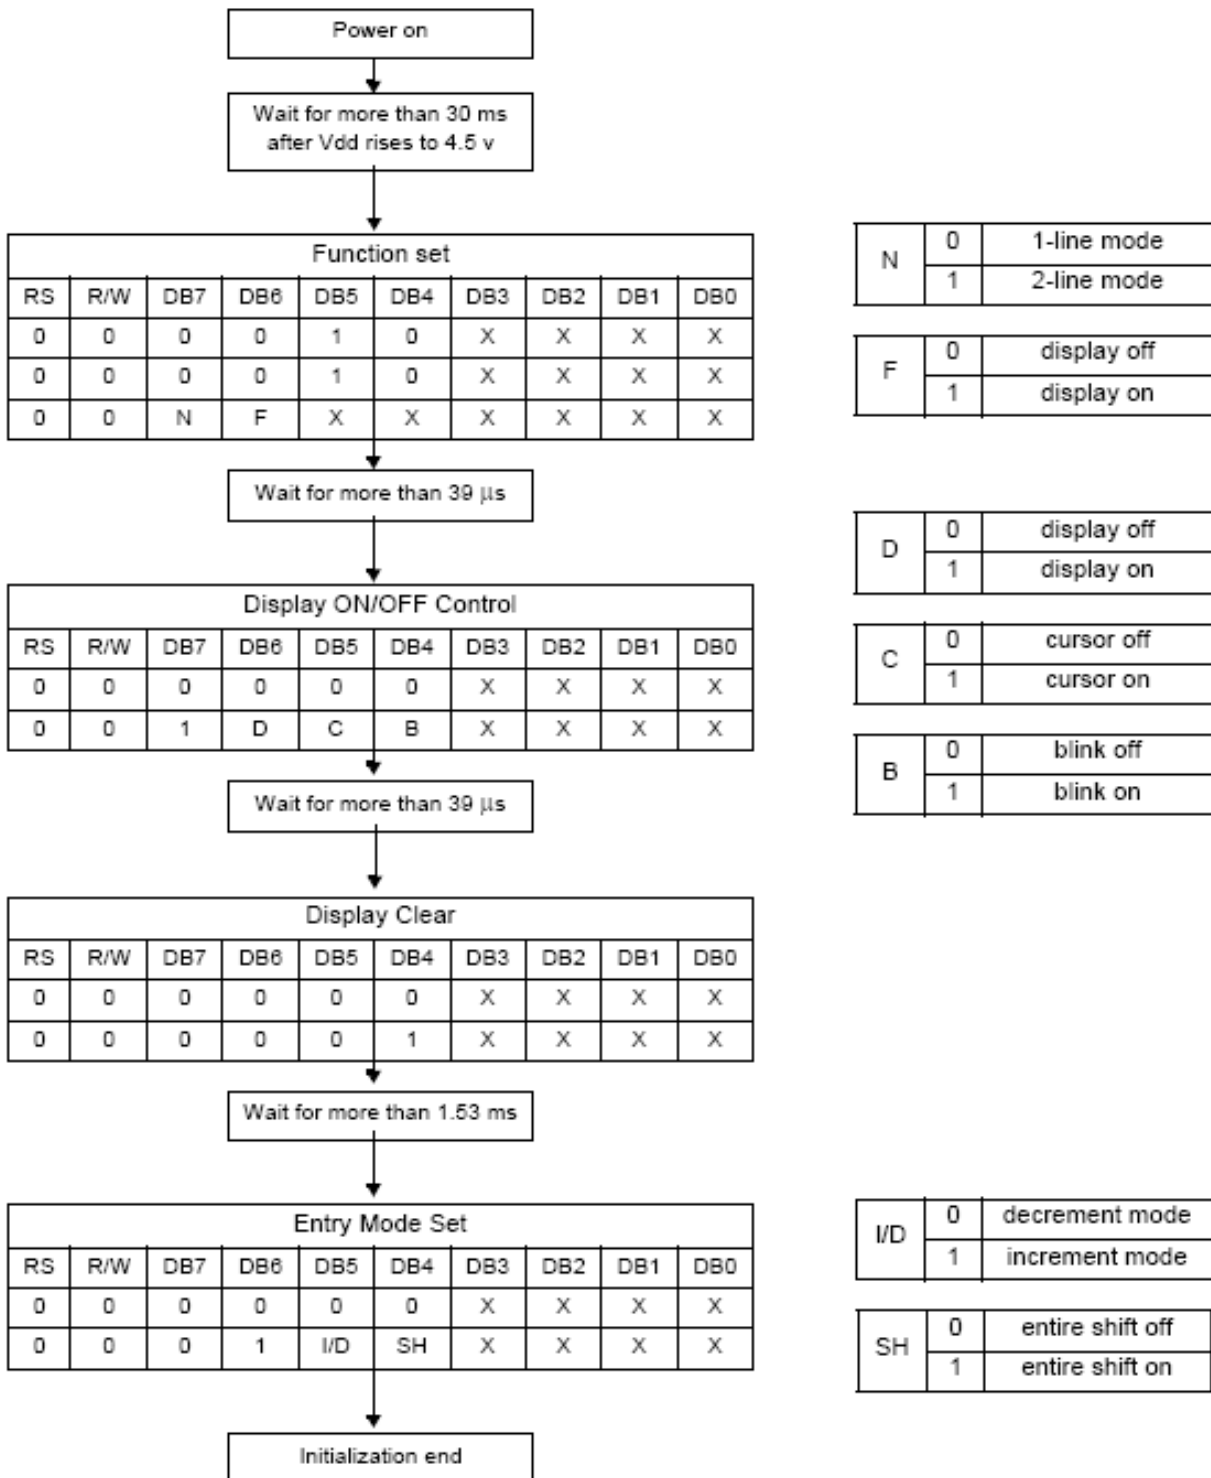 Power on
Wait for more than 30 ms
after Vdd rises to 4.5 v
Function set
RS R/W DB7 DB6 DB5 DB4 DB3 DB2 DB1 DB0
0 0 0 0 1 0 X X X X
0 0 0 0 1 0 X X X X
0 0 N F X X X X X X
N 0 1-line mode
1 2-line mode
F 0 display off
1 display on
Wait for more than 39 μs
Display ON/OFF Control
RS R/W DB7 DB6 DB5 DB4 DB3 DB2 DB1 DB0
0 0 0 0 0 0 X X X X
0 0 1 D C B X X X X
D 0 display off
1 display on
C 0 cursor off
1 cursor on
B 0 blink off
1 blink on
Wait for more than 39 μs
Display Clear
RS R/W DB7 DB6 DB5 DB4 DB3 DB2 DB1 DB0
0 0 0 0 0 0 X X X X
0 0 0 0 0 1 X X X X
Wait for more than 1.53 ms
Entry Mode Set
RS R/W DB7 DB6 DB5 DB4 DB3 DB2 DB1 DB0
0 0 0 0 0 0 X X X X
0 0 0 1 I/D SH X X X X
I/D 0 decrement mode
1 increment mode
SH 0 entire shift off
1 entire shift on
Initialization end